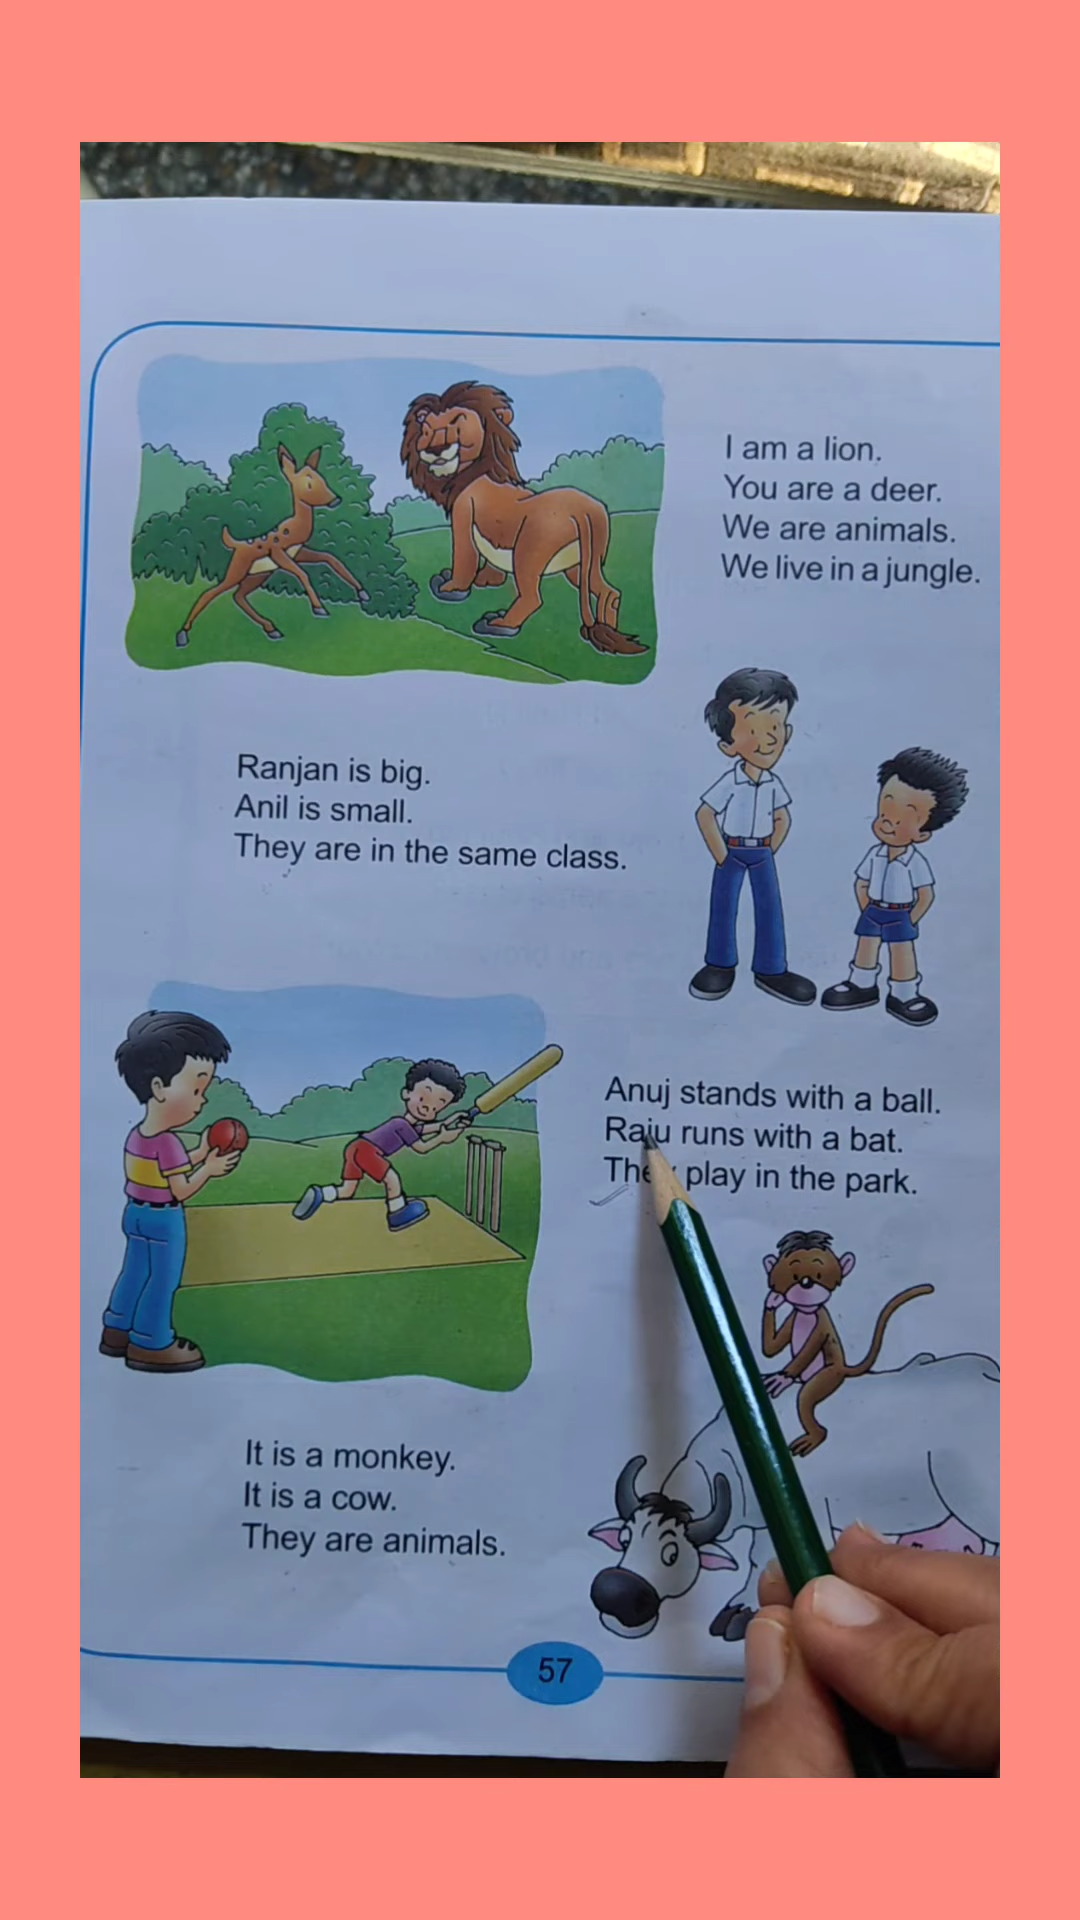 I am a lion.
You are a deer.
We are animals.
We live in a jungle.
Ranjan is big.
Anil is small.
They are in the same class.
Anuj stands with a ball.
Raju runs with a bat.
They play in the park.
It is a monkey.
It is a cow.
They are animals.
57